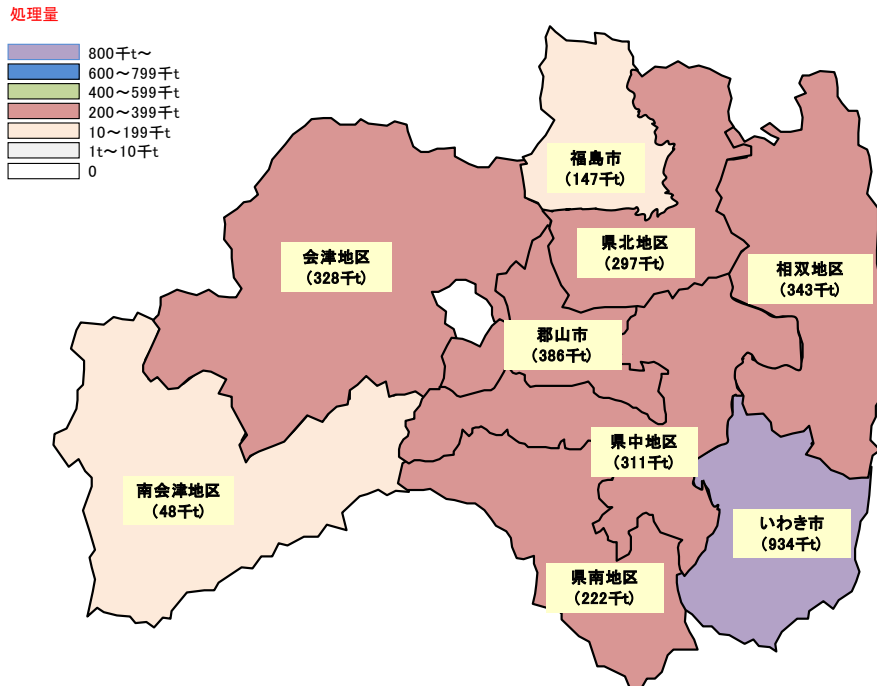 処理量
800千t～
600～799千t
400～599千t
200～399千t
10～199千t
1t～10千t
0
福島市
(147千t)
県北地区
(297千t)
会津地区
(328千t)
相双地区
(343千t)
郡山市
(386千t)
県中地区
(311千t)
南会津地区
(48千t)
いわき市
(934千t)
県南地区
(222千t)